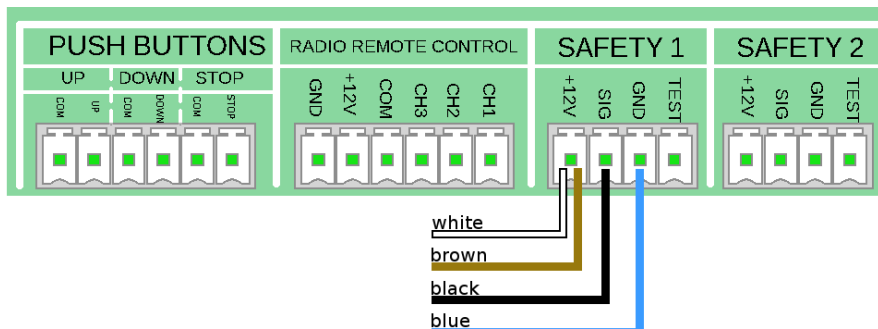 PUSH BUTTONS
RADIO REMOTE CONTROL
SAFETY 1
SAFETY 2
UP
DOWN
STOP
COM
UP
COM
DOWN
COM
STOP
GND
+12V
COM
CH3
CH2
CH1
+12V
SIG
GND
TEST
+12V
SIG
GND
TEST
white
brown
black
blue